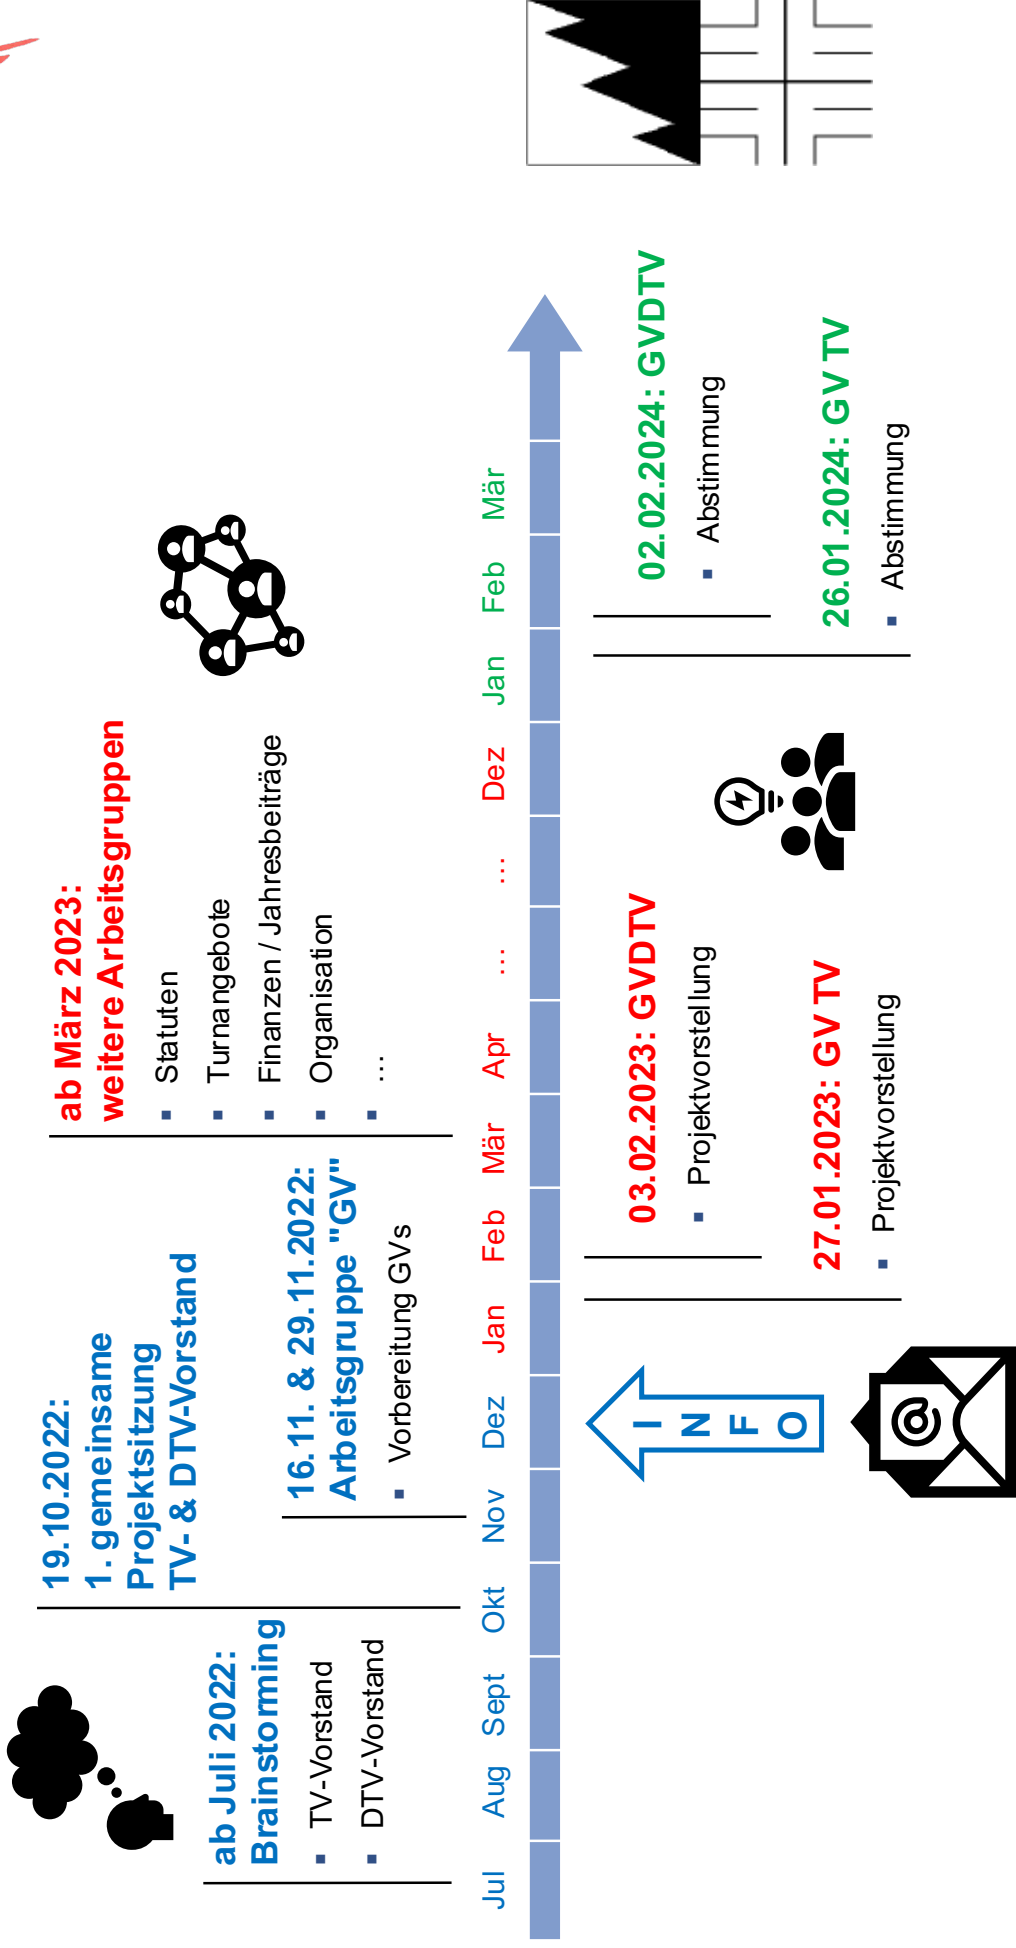 ab Juli 2022:
Brainstorming
▪ TV-Vorstand
▪ DTV-Vorstand
19.10.2022:
1. gemeinsame
Projektsitzung
TV- & DTV-Vorstand
16.11. & 29.11.2022:
Arbeitsgruppe "GV"
▪ Vorbereitung GVs
ab März 2023:
weitere Arbeitsgruppen
▪ Statuten
▪ Turnangebote
▪ Finanzen / Jahresbeiträge
▪ Organisation
▪ …
Jul Aug Sept Okt Nov Dez Jan Feb Mär Apr … … Dez Jan Feb Mär
I
N
F
O
03.02.2023: GVDTV
▪ Projektvorstellung
27.01.2023: GV TV
▪ Projektvorstellung
02.02.2024: GVDTV
▪ Abstimmung
26.01.2024: GV TV
▪ Abstimmung